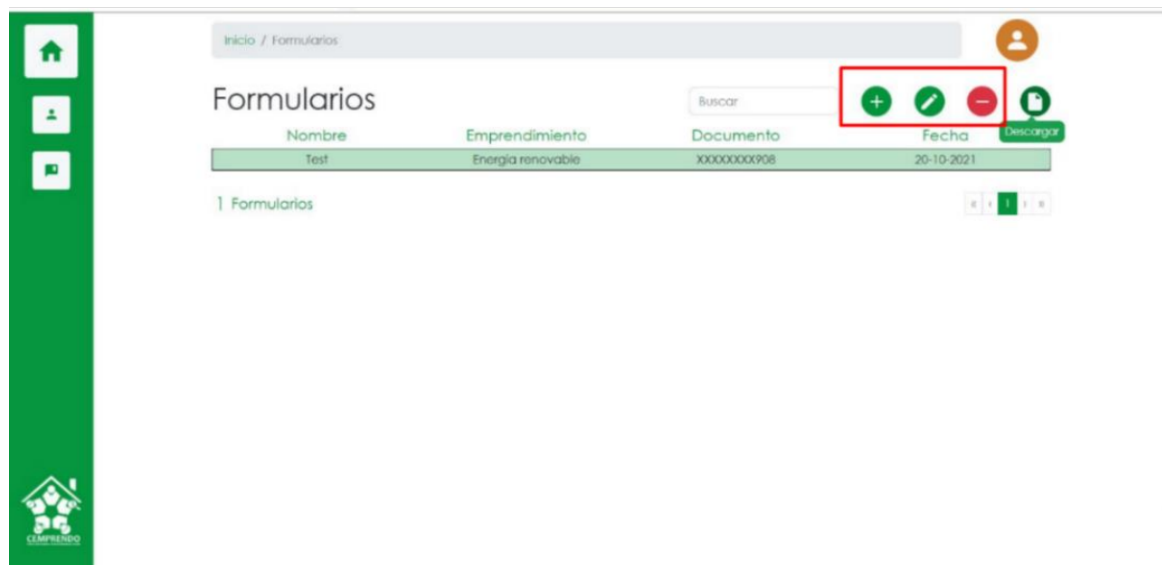 Inicio / Formularios
Formularios
Buscar
Descargar
Nombre Emprendimiento Documento Fecha
Test Energía renovable XXXXXXXX908 20-10-2021
1 Formularios
« ‹ 1 › »
CEMPRENDO